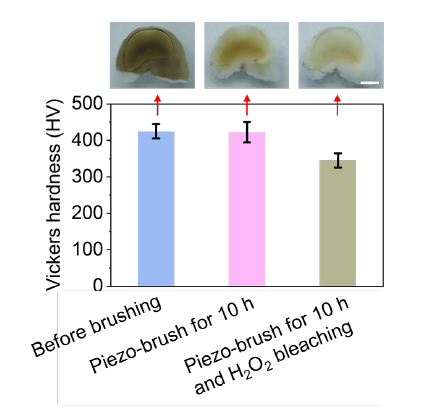 Vickers hardness (HV)
500
400
300
200
100
0
Before brushing
Piezo-brush for 10 h
Piezo-brush for 10 h
and H₂O₂ bleaching